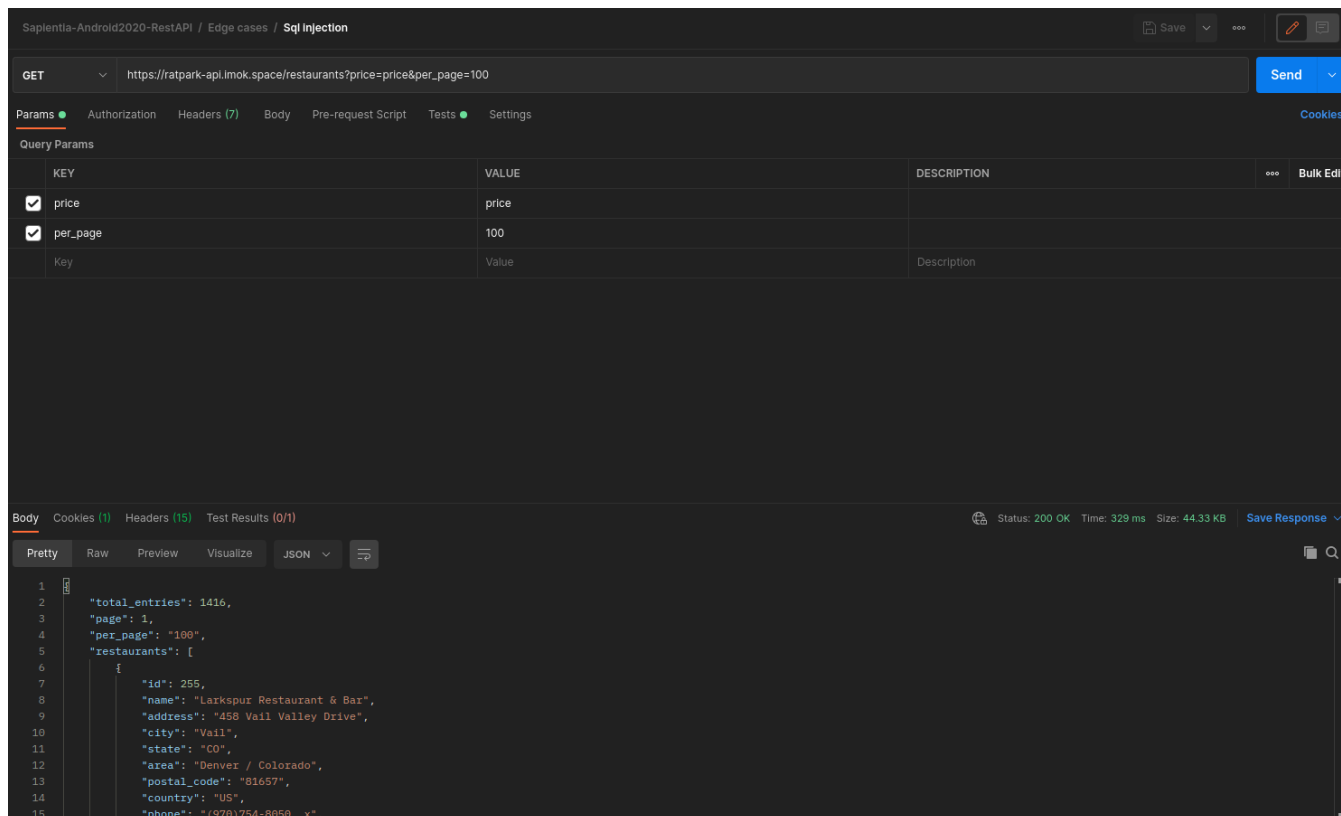 Sapientia-Android2020-RestAPI / Edge cases / Sql injection Save ooo
GET https://ratpark-api.imok.space/restaurants?price=price&per_page=100 Send
Params Authorization Headers (7) Body Pre-request Script Tests Settings Cookies
Query Params
KEY VALUE DESCRIPTION ooo Bulk Edi
price price
per_page 100
Key Value Description
Body Cookies (1) Headers (15) Test Results (0/1) Status: 200 OK Time: 329 ms Size: 44.33 KB Save Response
Pretty Raw Preview Visualize JSON
1 {
2 "total_entries": 1416,
3 "page": 1,
4 "per_page": "100",
5 "restaurants": [
6 {
7 "id": 255,
8 "name": "Larkspur Restaurant & Bar",
9 "address": "458 Vail Valley Drive",
10 "city": "Vail",
11 "state": "CO",
12 "area": "Denver / Colorado",
13 "postal_code": "81657",
14 "country": "US",
15 "phone": "(970)754-8050 x"